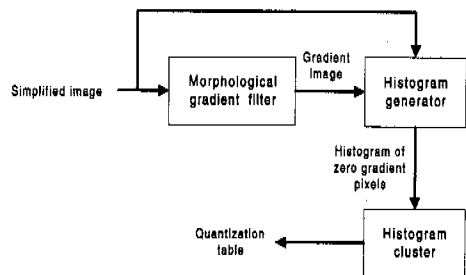 Gradient
Image
Simplified image
Morphological
gradient filter
Histogram
generator
Histogram of
zero gradient
pixels
Quantization
table
Histogram
cluster